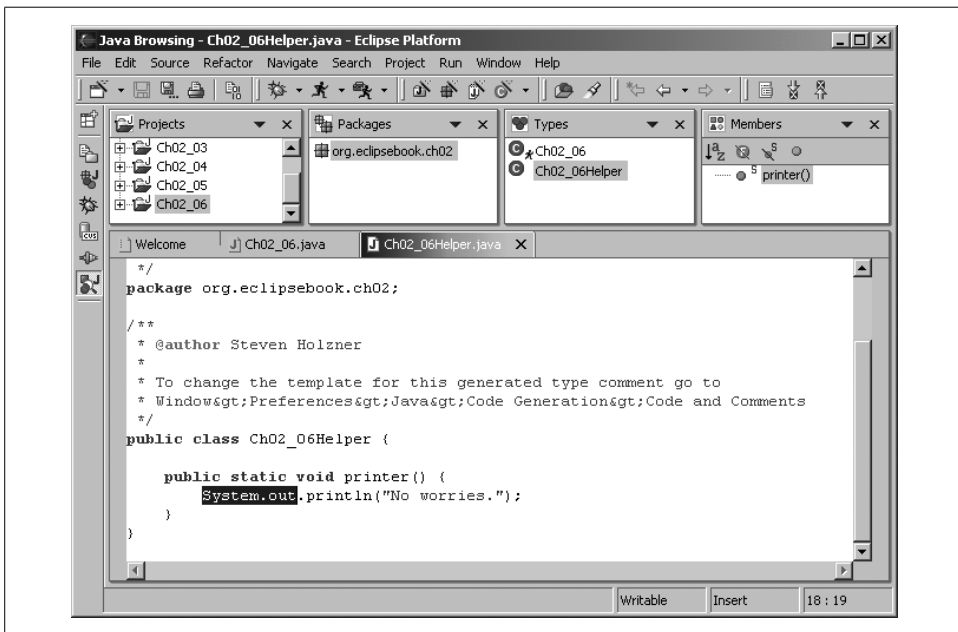 Java Browsing - Ch02_06Helper.java - Eclipse Platform
File Edit Source Refactor Navigate Search Project Run Window Help
Projects
Ch02_03
Ch02_04
Ch02_05
Ch02_06
Packages
org.eclipsebook.ch02
Types
Ch02_06
Ch02_06Helper
Members
printer()
Welcome
Ch02_06.java
Ch02_06Helper.java
*/
package org.eclipsebook.ch02;
/**
* @author Steven Holzner
*
* To change the template for this generated type comment go to
* Window&gt;Preferences&gt;Java&gt;Code Generation&gt;Code and Comments
*/
public class Ch02_06Helper {
public static void printer() {
System.out.println("No worries.");
}
}
Writable Insert 18 : 19